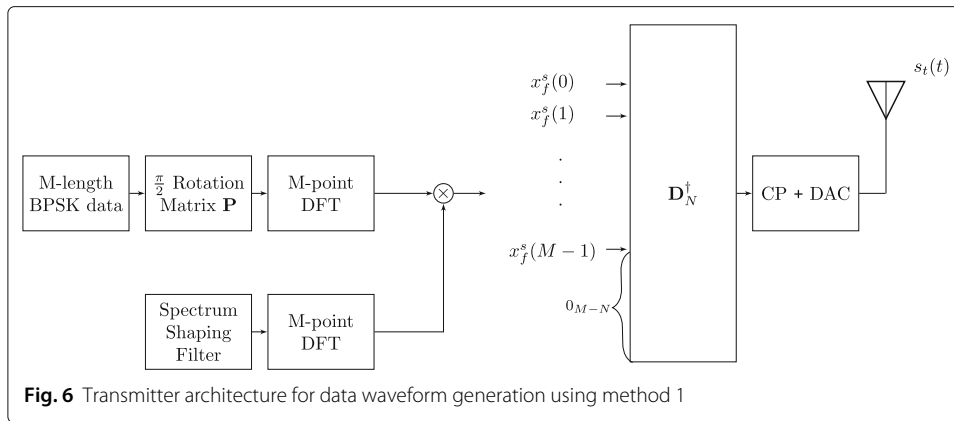 M-length
BPSK data
π/2 Rotation
Matrix P
M-point
DFT
Spectrum
Shaping
Filter
M-point
DFT
×
x_f^s(0)
x_f^s(1)
.
.
.
x_f^s(M − 1)
0_{M−N}
D_N^†
CP + DAC
s_t(t)
Fig. 6 Transmitter architecture for data waveform generation using method 1